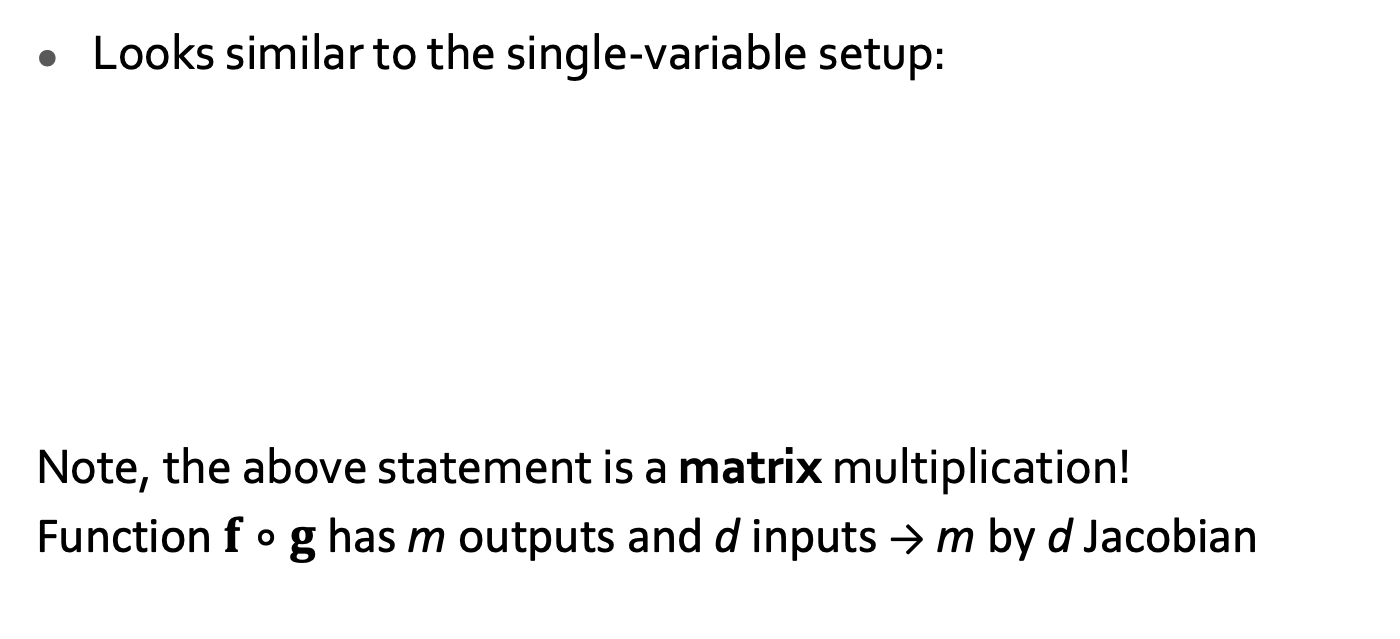 • Looks similar to the single-variable setup:
Note, the above statement is a matrix multiplication!
Function f ∘ g has m outputs and d inputs → m by d Jacobian